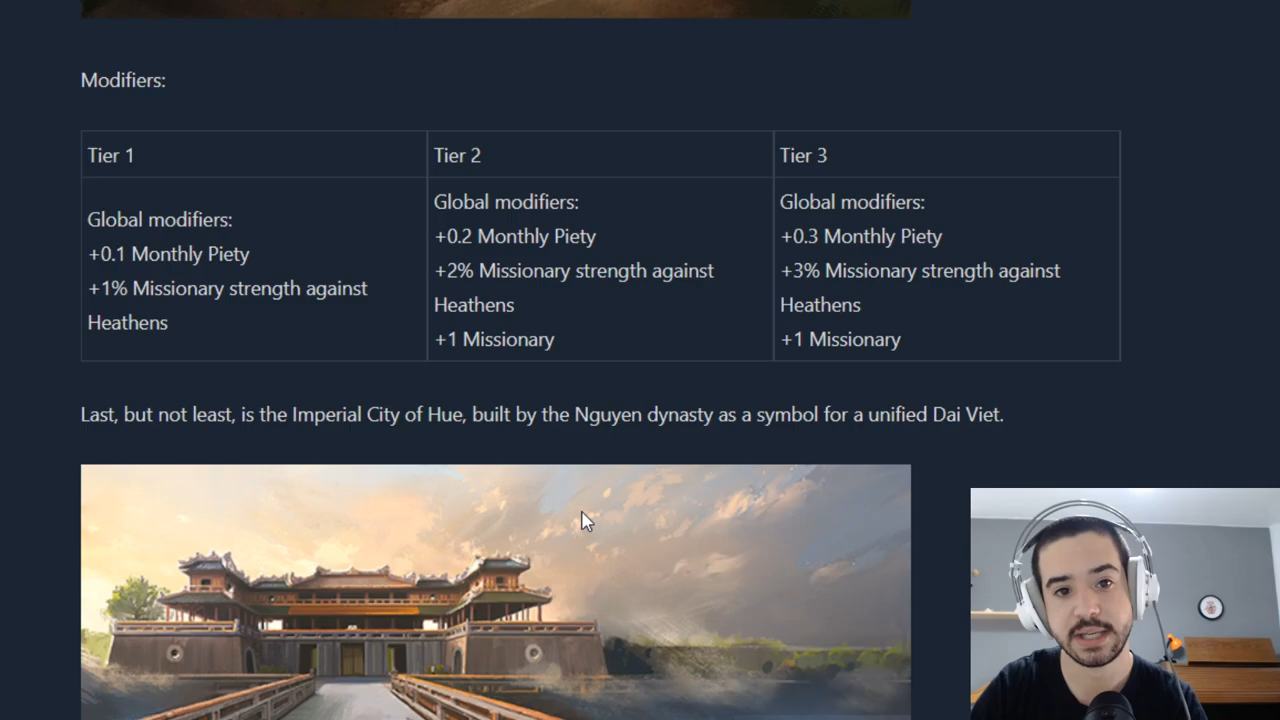 Modifiers:
Tier 1
Tier 2
Tier 3
Global modifiers:
+0.1 Monthly Piety
+1% Missionary strength against
Heathens
Global modifiers:
+0.2 Monthly Piety
+2% Missionary strength against
Heathens
+1 Missionary
Global modifiers:
+0.3 Monthly Piety
+3% Missionary strength against
Heathens
+1 Missionary
Last, but not least, is the Imperial City of Hue, built by the Nguyen dynasty as a symbol for a unified Dai Viet.